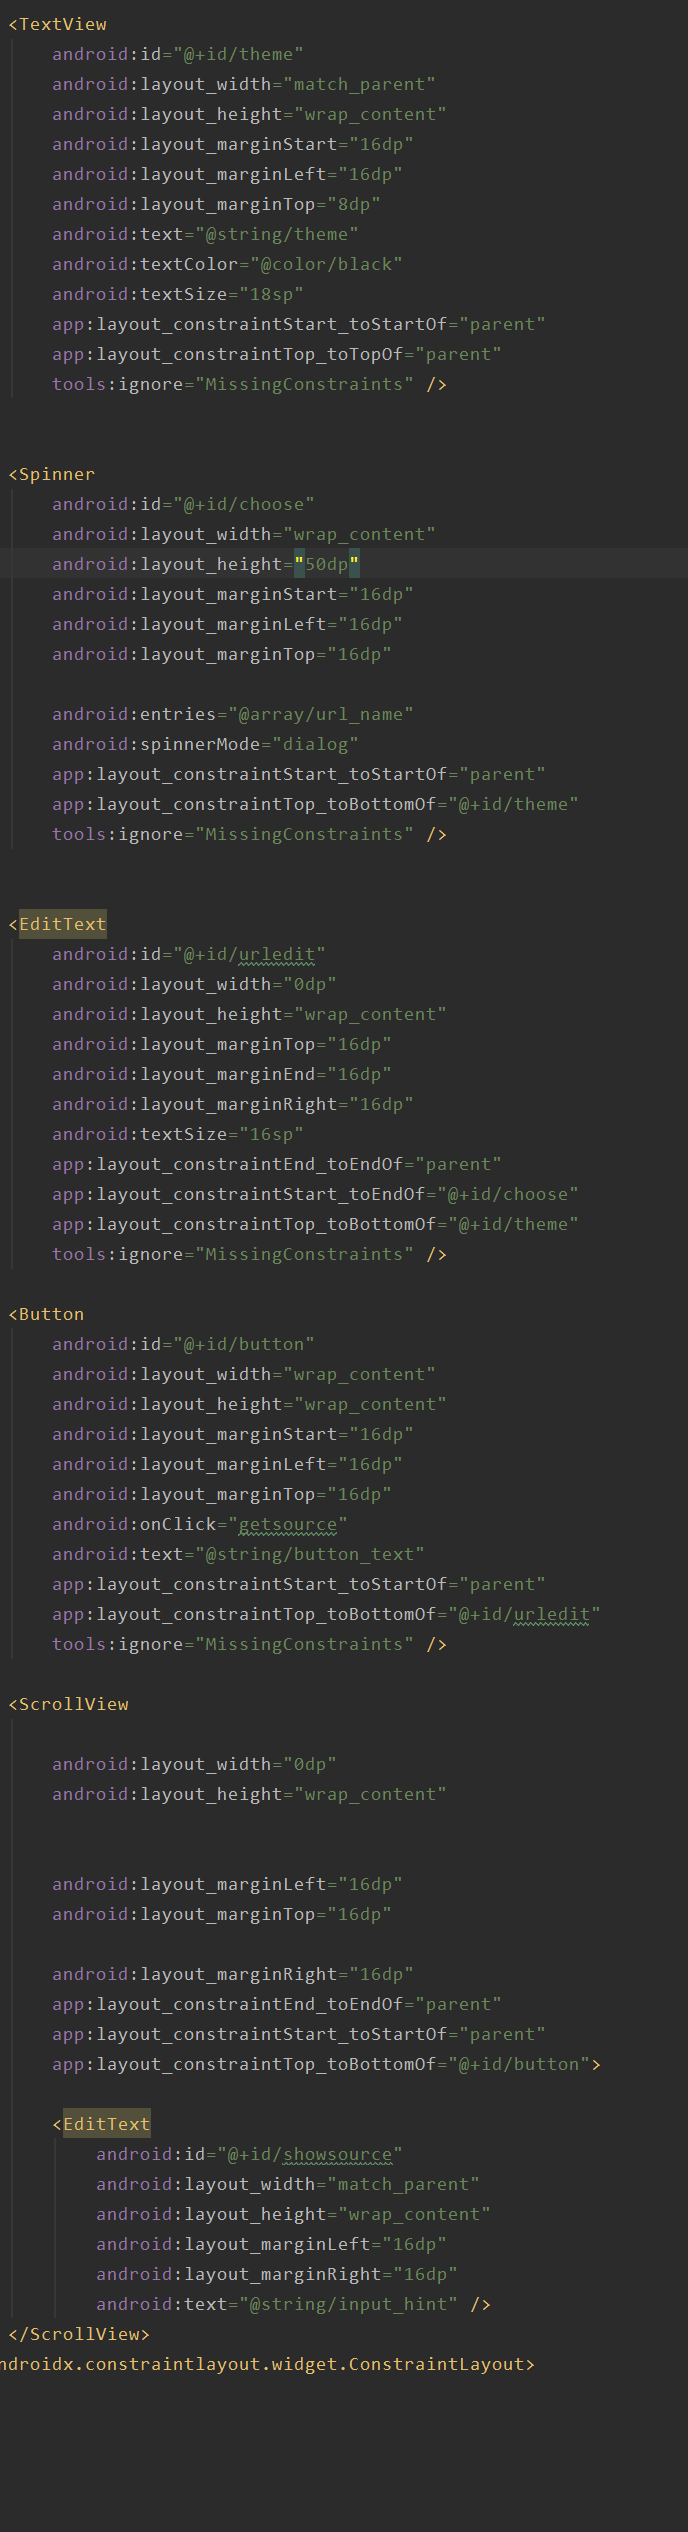 <TextView
android:id="@+id/theme"
android:layout_width="match_parent"
android:layout_height="wrap_content"
android:layout_marginStart="16dp"
android:layout_marginLeft="16dp"
android:layout_marginTop="8dp"
android:text="@string/theme"
android:textColor="@color/black"
android:textSize="18sp"
app:layout_constraintStart_toStartOf="parent"
app:layout_constraintTop_toTopOf="parent"
tools:ignore="MissingConstraints" />
<Spinner
android:id="@+id/choose"
android:layout_width="wrap_content"
android:layout_height="50dp"
android:layout_marginStart="16dp"
android:layout_marginLeft="16dp"
android:layout_marginTop="16dp"
android:entries="@array/url_name"
android:spinnerMode="dialog"
app:layout_constraintStart_toStartOf="parent"
app:layout_constraintTop_toBottomOf="@+id/theme"
tools:ignore="MissingConstraints" />
<EditText
android:id="@+id/urledit"
android:layout_width="0dp"
android:layout_height="wrap_content"
android:layout_marginTop="16dp"
android:layout_marginEnd="16dp"
android:layout_marginRight="16dp"
android:textSize="16sp"
app:layout_constraintEnd_toEndOf="parent"
app:layout_constraintStart_toEndOf="@+id/choose"
app:layout_constraintTop_toBottomOf="@+id/theme"
tools:ignore="MissingConstraints" />
<Button
android:id="@+id/button"
android:layout_width="wrap_content"
android:layout_height="wrap_content"
android:layout_marginStart="16dp"
android:layout_marginLeft="16dp"
android:layout_marginTop="16dp"
android:onClick="getsource"
android:text="@string/button_text"
app:layout_constraintStart_toStartOf="parent"
app:layout_constraintTop_toBottomOf="@+id/urledit"
tools:ignore="MissingConstraints" />
<ScrollView
android:layout_width="0dp"
android:layout_height="wrap_content"
android:layout_marginLeft="16dp"
android:layout_marginTop="16dp"
android:layout_marginRight="16dp"
app:layout_constraintEnd_toEndOf="parent"
app:layout_constraintStart_toStartOf="parent"
app:layout_constraintTop_toBottomOf="@+id/button">
<EditText
android:id="@+id/showsource"
android:layout_width="match_parent"
android:layout_height="wrap_content"
android:layout_marginLeft="16dp"
android:layout_marginRight="16dp"
android:text="@string/input_hint" />
</ScrollView>
ndroidx.constraintlayout.widget.ConstraintLayout>